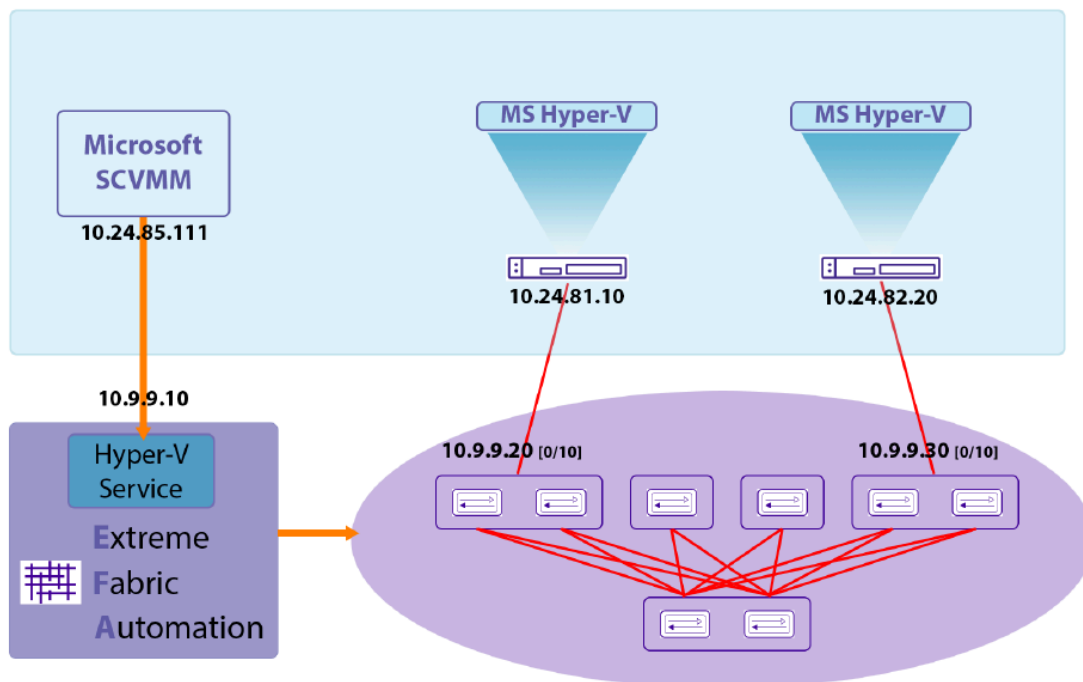 MS Hyper-V
MS Hyper-V
Microsoft
SCVMM
10.24.85.111
10.24.81.10
10.24.82.20
10.9.9.10
Hyper-V
Service
Extreme
Fabric
Automation
10.9.9.20 [0/10]
10.9.9.30 [0/10]